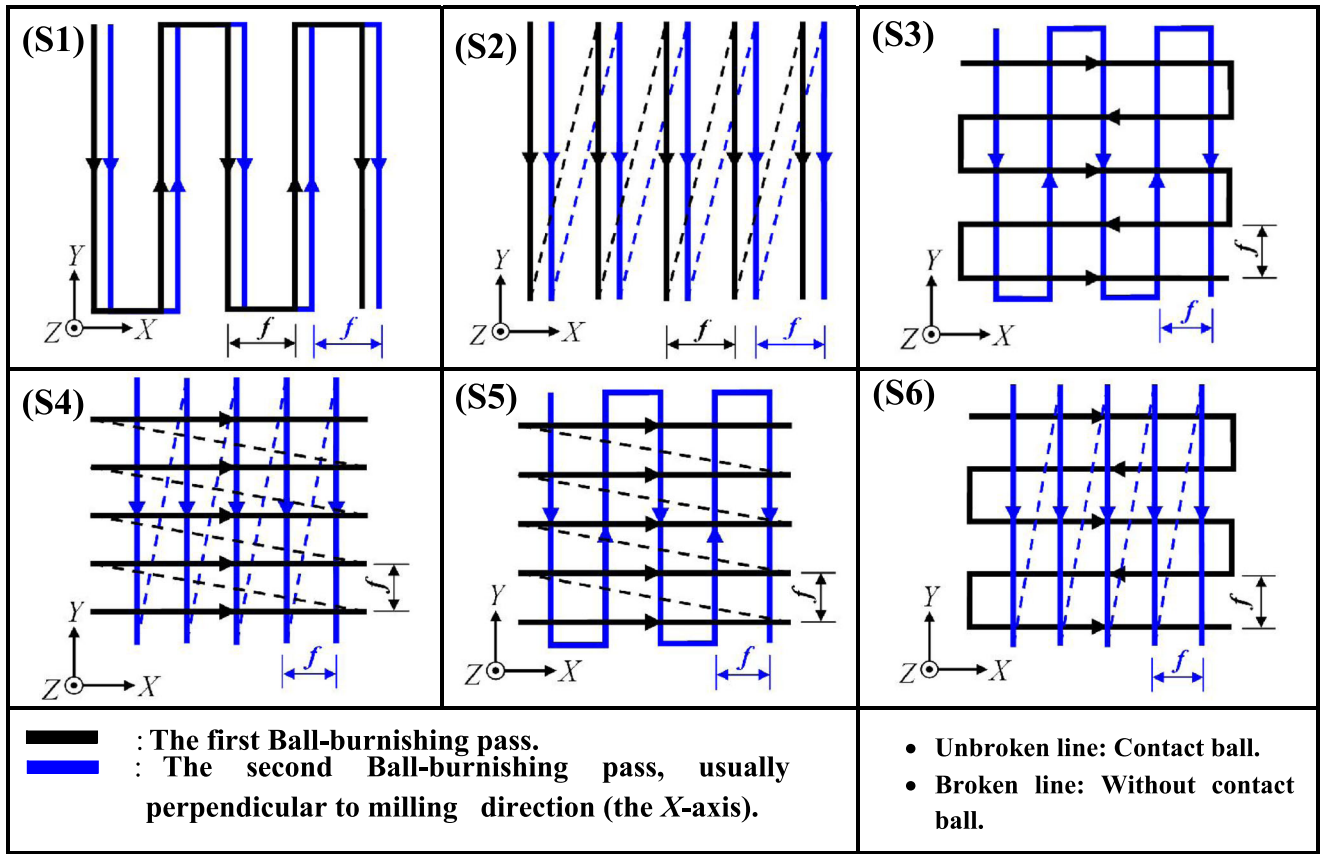 (S1)
Y
Z X
f f
(S2)
Y
Z X
f f
(S3)
Y
Z X
f
f
(S4)
Y
Z X
f
f
(S5)
Y
Z X
f
f
(S6)
Y
Z X
f
f
: The first Ball-burnishing pass.
: The second Ball-burnishing pass, usually
perpendicular to milling direction (the X-axis).
• Unbroken line: Contact ball.
• Broken line: Without contact
ball.